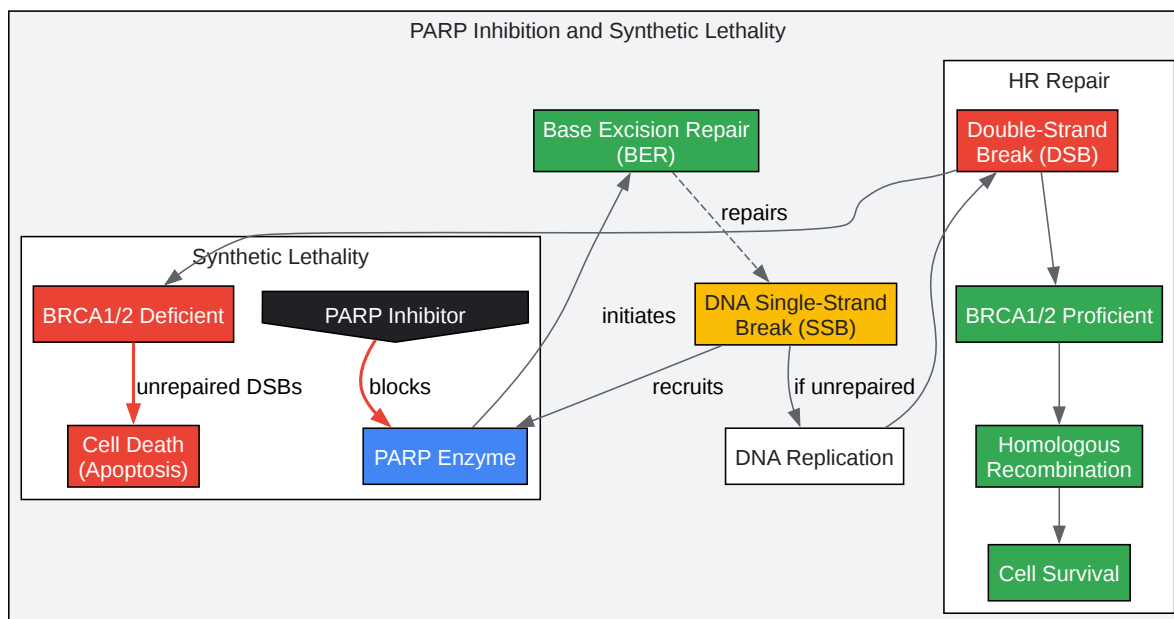 PARP Inhibition and Synthetic Lethality
HR Repair
Base Excision Repair
(BER)
Double-Strand
Break (DSB)
repairs
Synthetic Lethality
BRCA1/2 Deficient
PARP Inhibitor
initiates
DNA Single-Strand
Break (SSB)
BRCA1/2 Proficient
unrepaired DSBs
blocks
recruits
if unrepaired
Cell Death
(Apoptosis)
PARP Enzyme
DNA Replication
Homologous
Recombination
Cell Survival